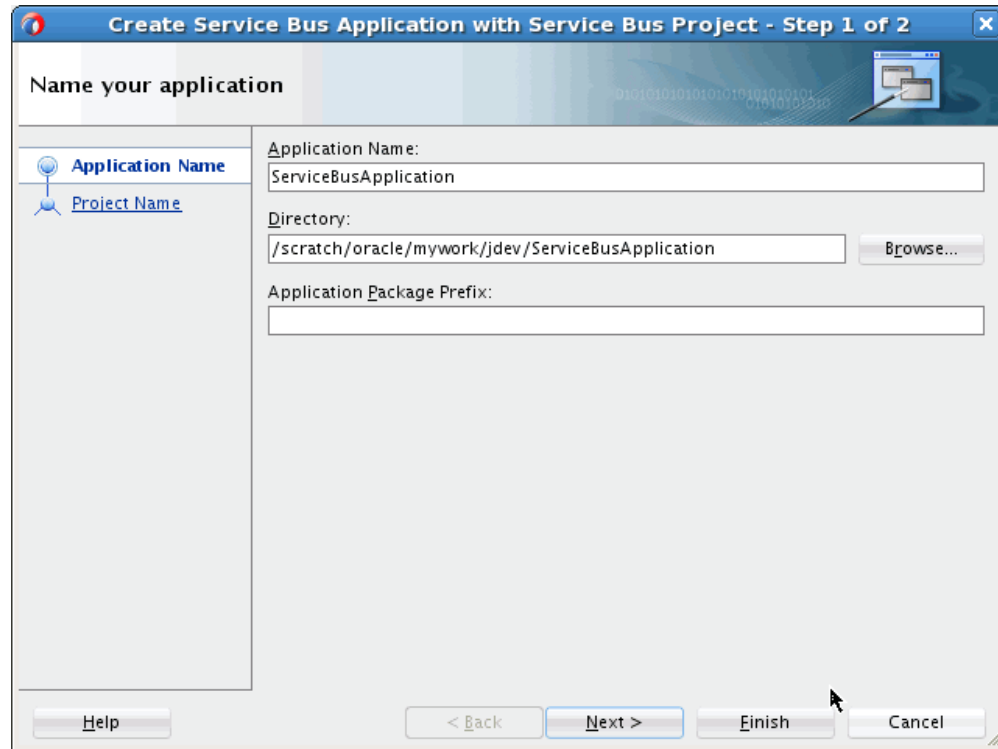 Create Service Bus Application with Service Bus Project - Step 1 of 2
Name your application
Application Name
Project Name
Application Name:
ServiceBusApplication
Directory:
/scratch/oracle/mywork/jdev/ServiceBusApplication
Browse...
Application Package Prefix:
Help
< Back
Next >
Finish
Cancel